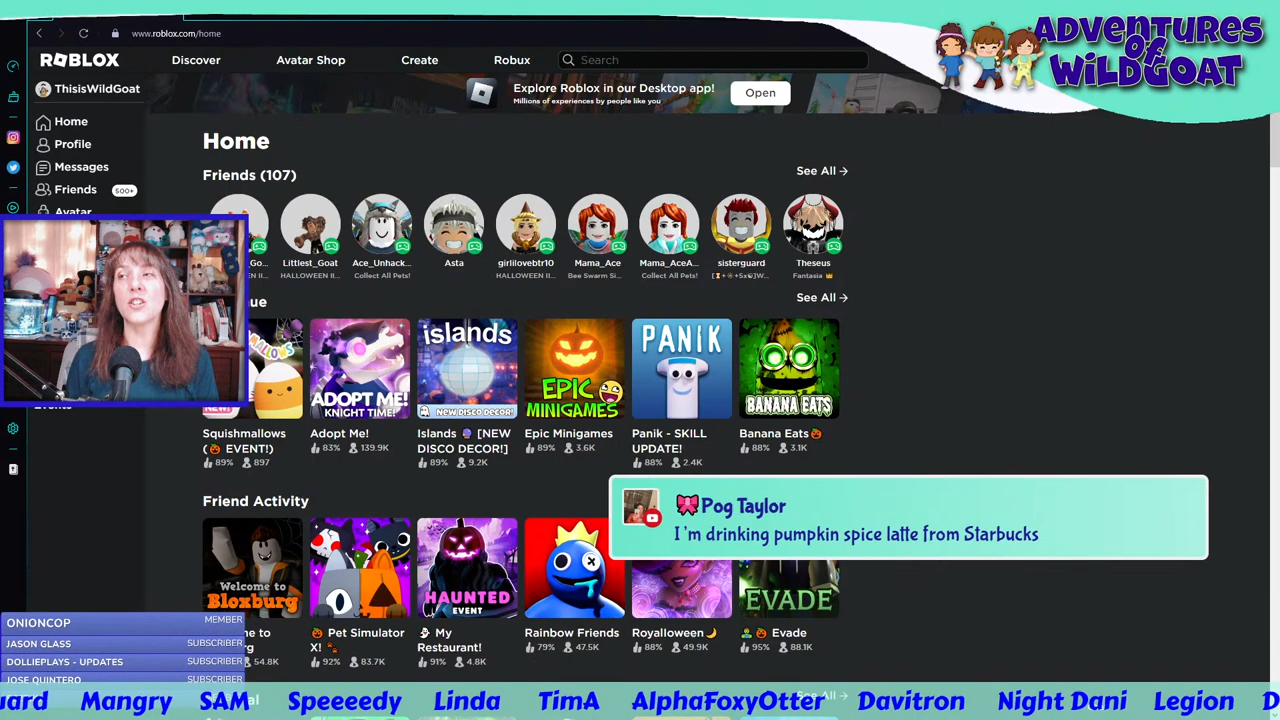 www.roblox.com/home
ADVENTURES OF WILDGOAT
ROBLOX
Discover
Avatar Shop
Create
Robux
Search
ThisisWildGoat
Explore Roblox in our Desktop app!
Millions of experiences by people like you
Open
Home
Profile
Messages
Friends
500+
Avatar
Home
Friends (107)
See All →
Littlest_Goat
HALLOWEEN II...
Ace_Unhack...
Collect All Pets!
Asta
girlilovebtr10
HALLOWEEN II...
Mama_Ace
Bee Swarm Si...
Mama_AceA...
Collect All Pets!
sisterguard
Theseus
Fantasia
See All →
NEW!
ADOPT ME!
KNIGHT TIME!
islands
NEW DISCO DECOR!
EPIC MINIGAMES
PANIK
BANANA EATS
Squishmallows (🎃 EVENT!)
89% 897
Adopt Me!
83% 139.9K
Islands 🔮 [NEW DISCO DECOR!]
89% 9.2K
Epic Minigames
89% 3.6K
Panik - SKILL UPDATE!
88% 2.4K
Banana Eats🎃
88% 3.1K
Friend Activity
🎀Pog Taylor
I'm drinking pumpkin spice latte from Starbucks
Welcome to Bloxburg
HAUNTED EVENT
EVADE
54.8K
🎃 Pet Simulator X! 🐾
92% 83.7K
👻 My Restaurant!
91% 4.8K
Rainbow Friends
79% 47.5K
Royalloween🌙
88% 49.9K
🎃 Evade
95% 88.1K
ONIONCOP MEMBER
JASON GLASS SUBSCRIBER
DOLLIEPLAYS - UPDATES SUBSCRIBER
JOSE QUINTERO SUBSCRIBER
See All →
Mangry SAM Speeeedy Linda TimA AlphaFoxyOtter Davitron Night Dani Legion